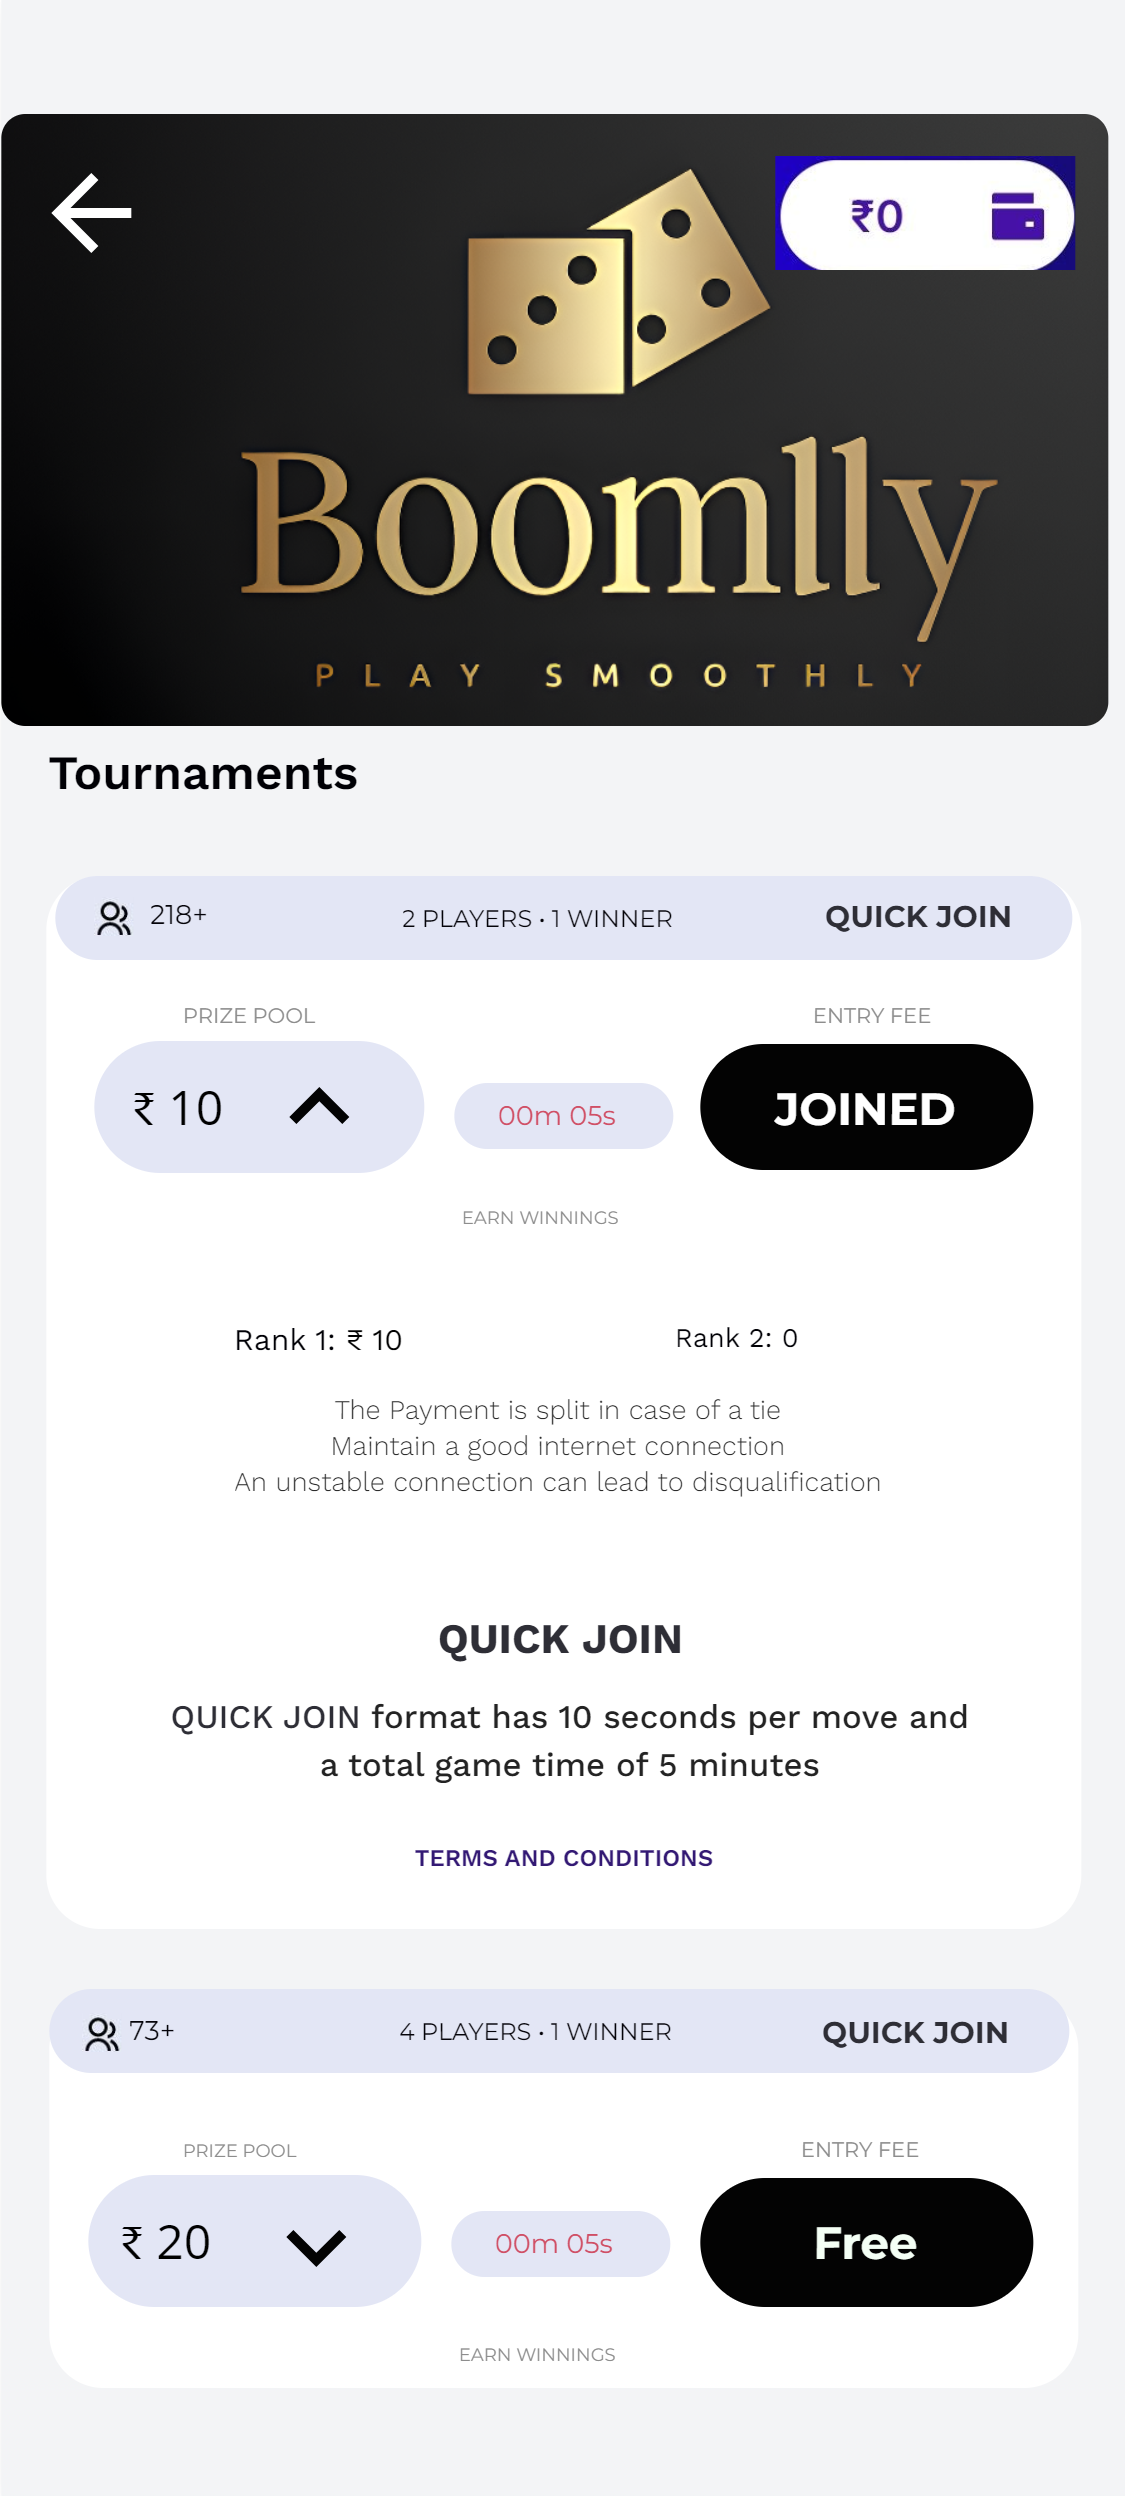 ₹0
Boomlly
PLAY SMOOTHLY
Tournaments
218+ 2 PLAYERS • 1 WINNER QUICK JOIN
PRIZE POOL ENTRY FEE
₹ 10 00m 05s JOINED
EARN WINNINGS
Rank 1: ₹ 10 Rank 2: 0
The Payment is split in case of a tie
Maintain a good internet connection
An unstable connection can lead to disqualification
QUICK JOIN
QUICK JOIN format has 10 seconds per move and
a total game time of 5 minutes
TERMS AND CONDITIONS
73+ 4 PLAYERS • 1 WINNER QUICK JOIN
PRIZE POOL ENTRY FEE
₹ 20 00m 05s Free
EARN WINNINGS